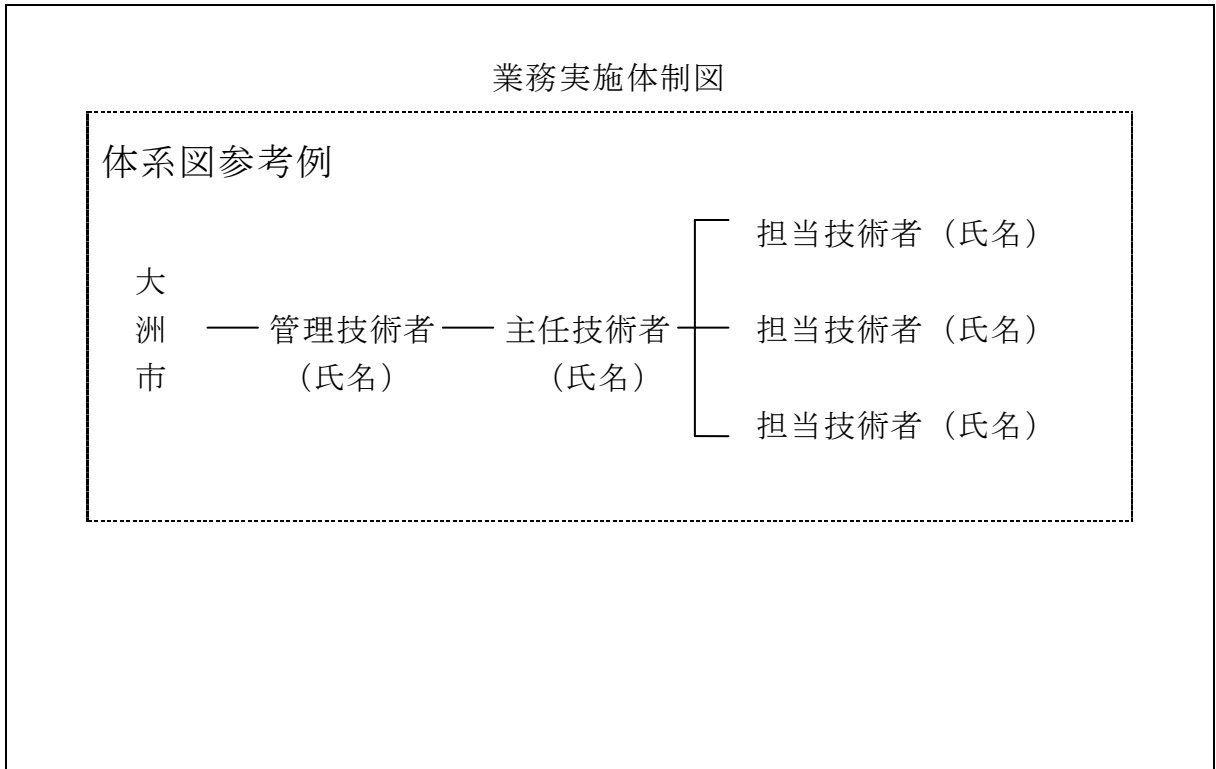 業務実施体制図
体系図参考例
大洲市
管理技術者
（氏名）
主任技術者
（氏名）
担当技術者（氏名）
担当技術者（氏名）
担当技術者（氏名）